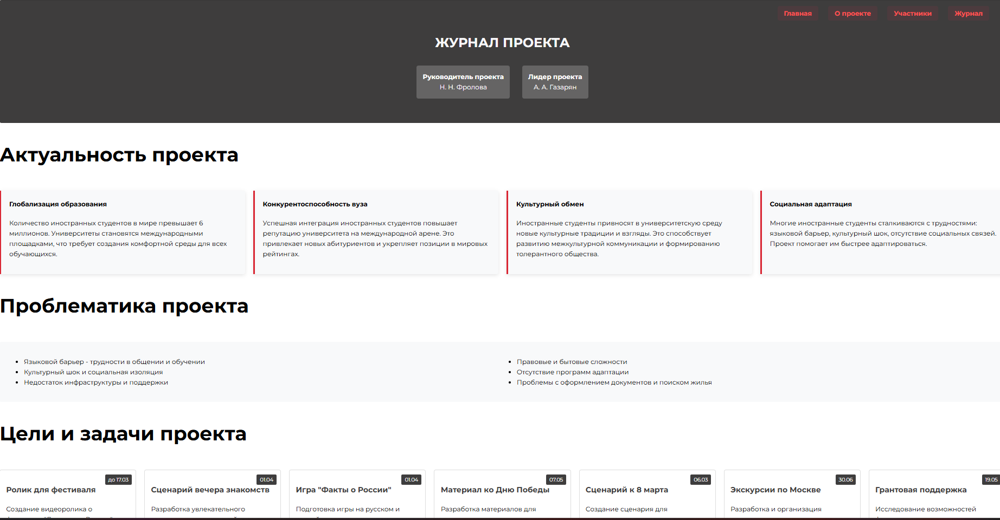 Главная О проекте Участники Журнал
ЖУРНАЛ ПРОЕКТА
Руководитель проекта
Н. Н. Фролова
Лидер проекта
А. А. Газарян
Актуальность проекта
Глобализация образования
Количество иностранных студентов в мире превышает 6
миллионов. Университеты становятся международными
площадками, что требует создания комфортной среды для всех
обучающихся.
Конкурентоспособность вуза
Успешная интеграция иностранных студентов повышает
репутацию университета на международной арене. Это
привлекает новых абитуриентов и укрепляет позиции в мировых
рейтингах.
Культурный обмен
Иностранные студенты привносят в университетскую среду
новые культурные традиции и взгляды. Это способствует
развитию межкультурной коммуникации и формированию
толерантного общества.
Социальная адаптация
Многие иностранные студенты сталкиваются с трудностями:
языковой барьер, культурный шок, отсутствие социальных связей.
Проект помогает им быстрее адаптироваться.
Проблематика проекта
Языковой барьер - трудности в общении и обучении
Культурный шок и социальная изоляция
Недостаток инфраструктуры и поддержки
Правовые и бытовые сложности
Отсутствие программ адаптации
Проблемы с оформлением документов и поиском жилья
Цели и задачи проекта
до 17.03
Ролик для фестиваля
Создание видеоролика о
01.04
Сценарий вечера знакомств
Разработка увлекательного
01.04
Игра "Факты о России"
Подготовка игры на русском и
07.05
Материал ко Дню Победы
Разработка материалов для
06.03
Сценарий к 8 марта
Создание сценария для
30.06
Экскурсии по Москве
Разработка и организация
19.05
Грантовая поддержка
Исследование возможностей